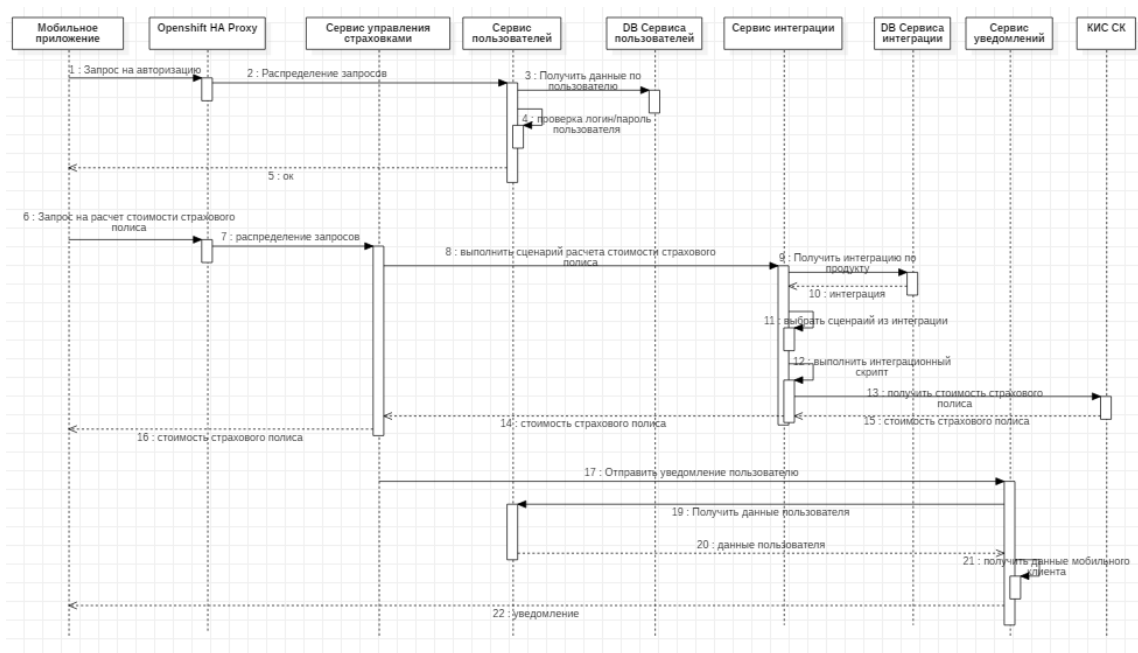 Мобильное
приложение
Openshift HA Proxy
Сервис управления
страховками
Сервис
пользователей
DB Сервиса
пользователей
Сервис интеграции
DB Сервиса
интеграции
Сервис
уведомлений
КИС СК
1 : Запрос на авторизацию
2 : Распределение запросов
3 : Получить данные по
пользователю
4 : проверка логин/пароль
пользователя
5 : ок
6 : Запрос на расчет стоимости страхового
полиса
7 : распределение запросов
8 : выполнить сценарий расчета стоимости страхового
полиса
9 : Получить интеграцию по
продукту
10 : интеграция
11 : выбрать сценраий из интеграции
12 : выполнить интеграционный
скрипт
13 : получить стоимость страхового
полиса
14 : стоимость страхового полиса
15 : стоимость страхового полиса
16 : стоимость страхового полиса
17 : Отправить уведомление пользователю
19 : Получить данные пользователя
20 : данные пользователя
21 : получить данные мобильного
клиента
22 : уведомление